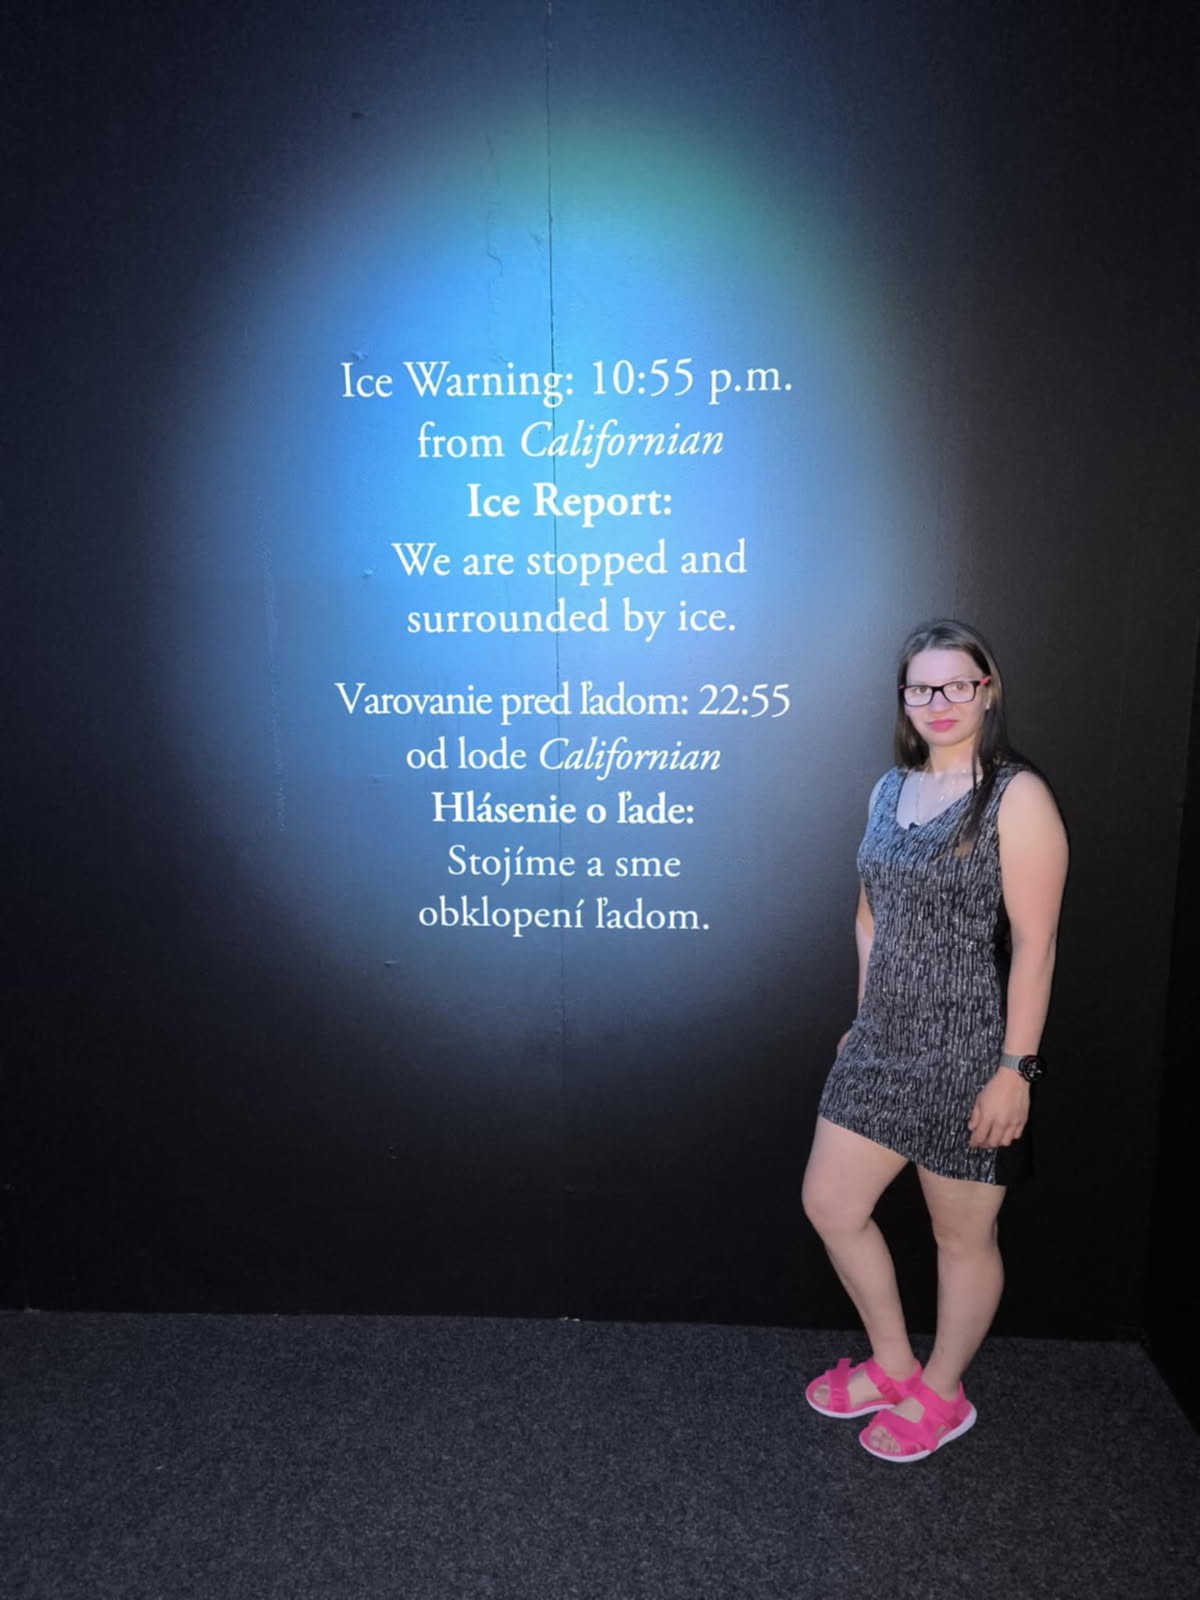 Ice Warning: 10:55 p.m.
from Californian
Ice Report:
We are stopped and
surrounded by ice.
Varovanie pred ľadom: 22:55
od lode Californian
Hlásenie o ľade:
Stojíme a sme
obklopení ľadom.